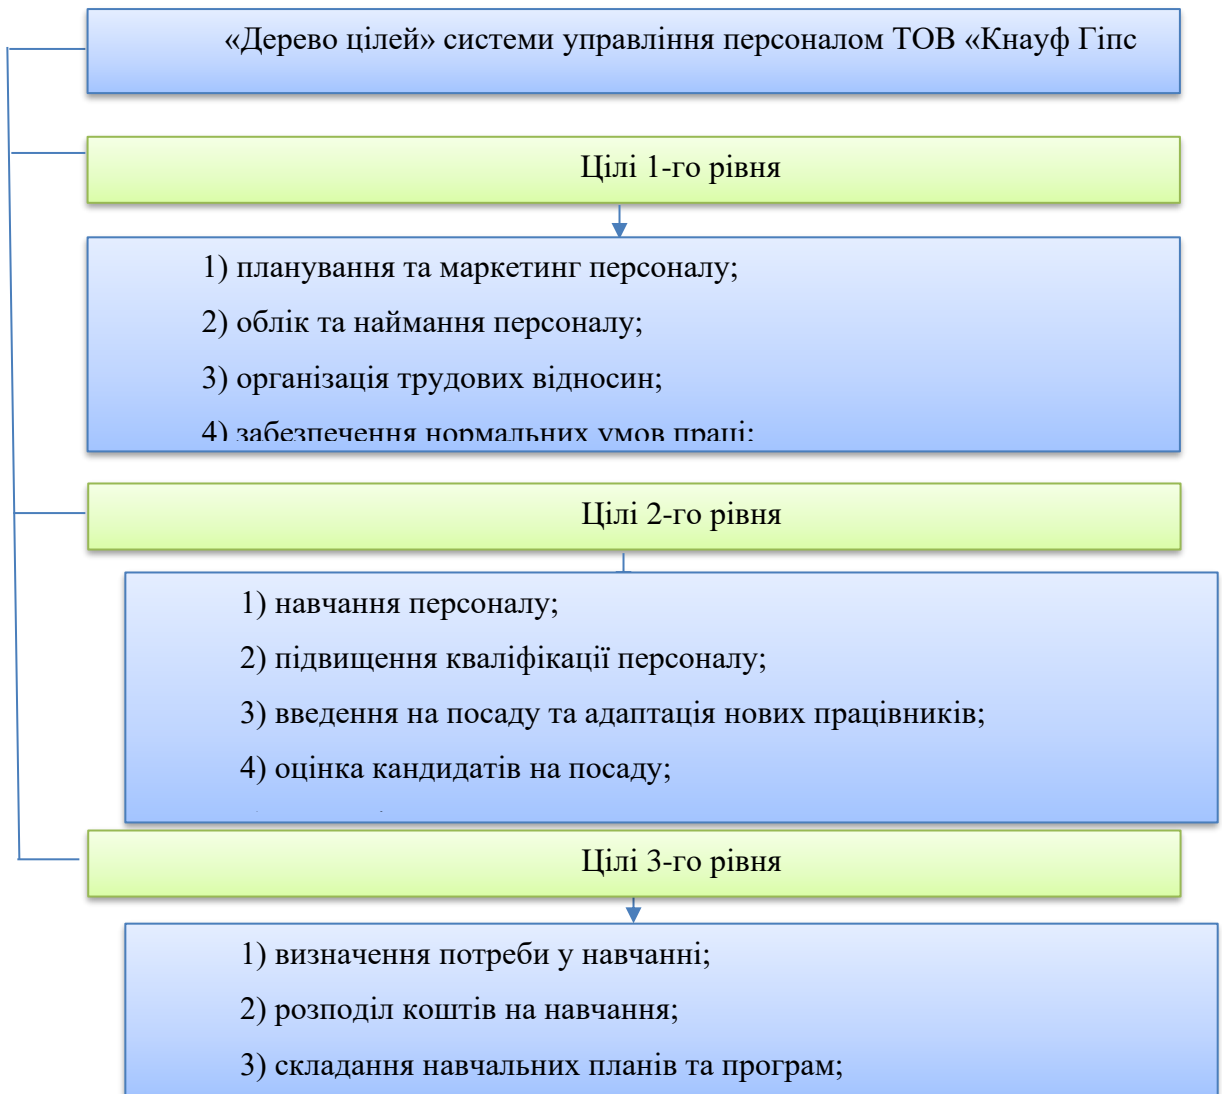 «Дерево цілей» системи управління персоналом ТОВ «Кнауф Гіпс
Цілі 1-го рівня
1) планування та маркетинг персоналу;
2) облік та наймання персоналу;
3) організація трудових відносин;
4) забезпечення нормальних умов праці;
Цілі 2-го рівня
1) навчання персоналу;
2) підвищення кваліфікації персоналу;
3) введення на посаду та адаптація нових працівників;
4) оцінка кандидатів на посаду;
Цілі 3-го рівня
1) визначення потреби у навчанні;
2) розподіл коштів на навчання;
3) складання навчальних планів та програм;